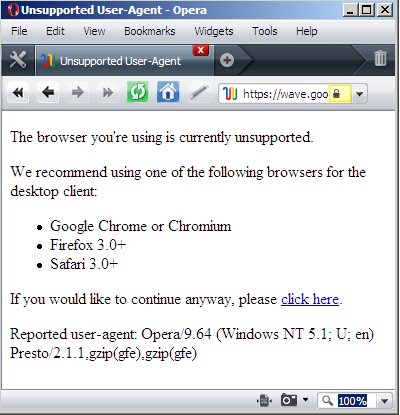 Unsupported User-Agent - Opera
File Edit View Bookmarks Widgets Tools Help
Unsupported User-Agent
https://wave.goo
The browser you're using is currently unsupported.
We recommend using one of the following browsers for the
desktop client:
Google Chrome or Chromium
Firefox 3.0+
Safari 3.0+
If you would like to continue anyway, please click here.
Reported user-agent: Opera/9.64 (Windows NT 5.1; U; en)
Presto/2.1.1,gzip(gfe),gzip(gfe)
100%